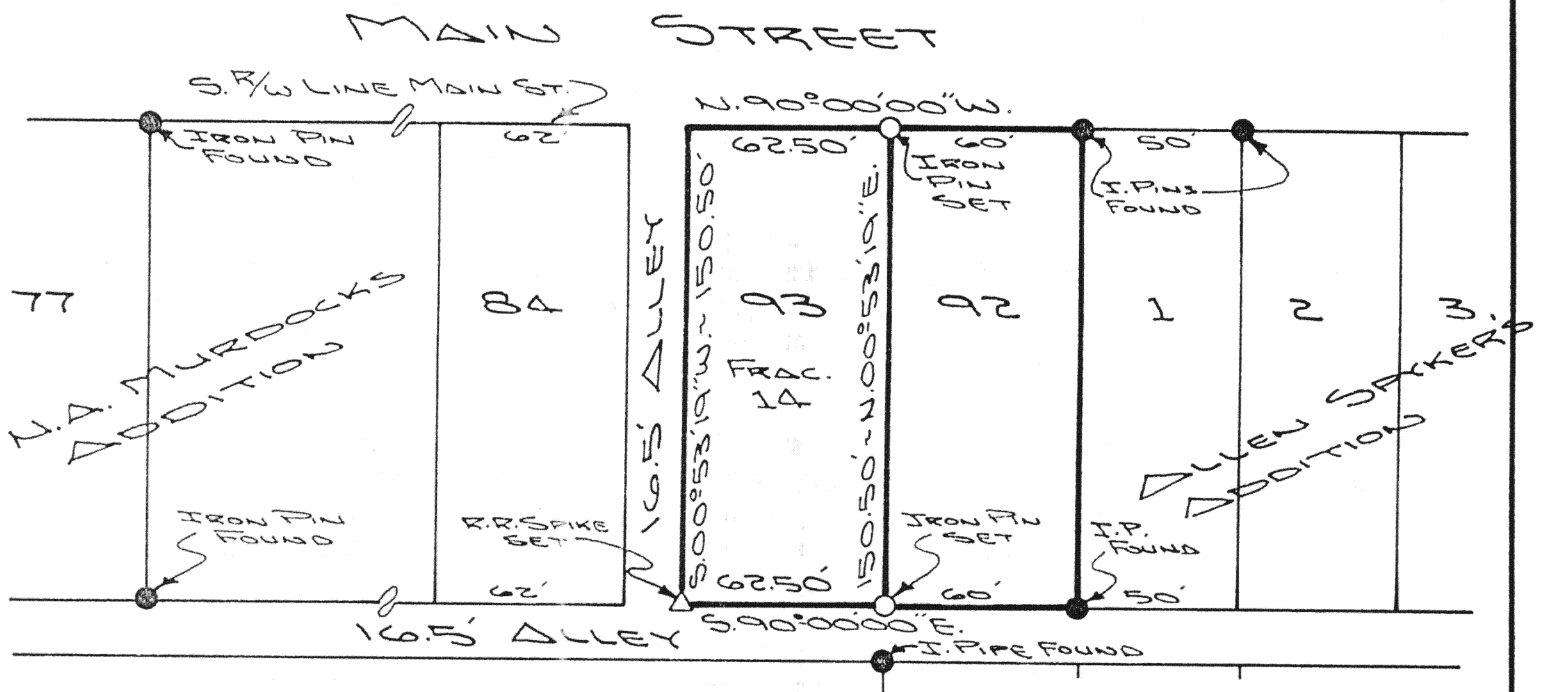 MAIN STREET
S. R/W LINE MAIN ST.
N.90°00'00"W.
IRON PIN
FOUND
62'
62.50'
60'
50'
IRON
PIN
SET
I.PINS
FOUND
16.5' ALLEY
S.00°53'19"W.~150.50'
150.50'~N.00°53'19"E.
77
84
93
92
1
2
3.
FRAC.
14
N.A. MURDOCKS
ADDITION
ALLEN SPYKERS
ADDITION
IRON PIN
FOUND
R.R.SPIKE
SET
IRON PIN
SET
I.P.
FOUND
62'
62.50'
60'
50'
16.5' ALLEY
S.90°00'00"E.
I.PIPE FOUND